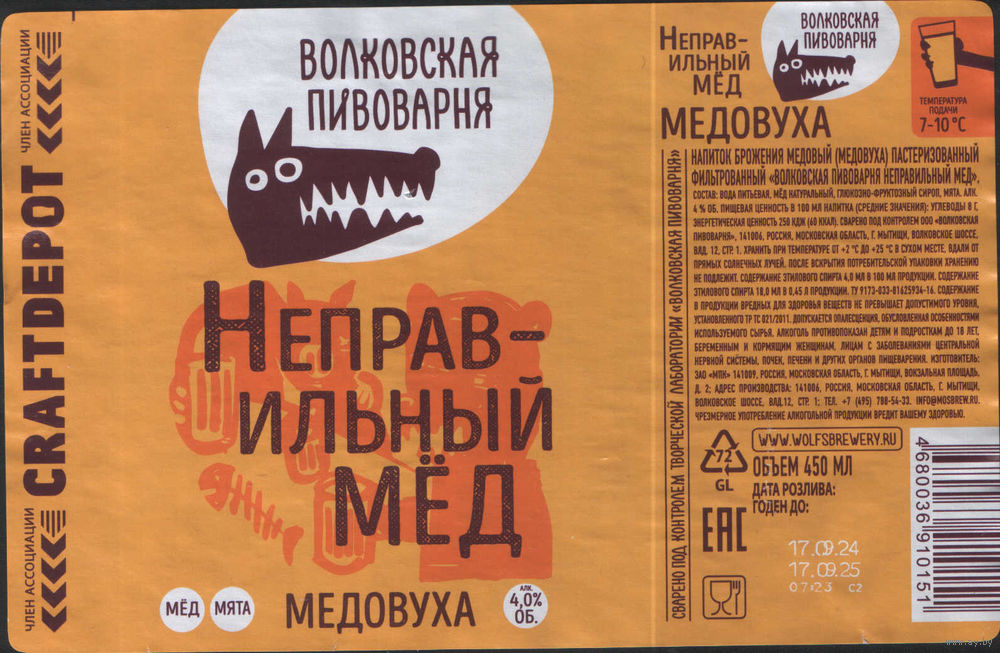 ЧЛЕН АССОЦИАЦИИ
CRAFTDEPOT
ЧЛЕН АССОЦИАЦИИ
ВОЛКОВСКАЯ
ПИВОВАРНЯ
НЕПРАВ-
ИЛЬНЫЙ
МЁД
МЁД
МЯТА
МЕДОВУХА
АЛК.
4,0%
ОБ.
НЕПРАВ-
ИЛЬНЫЙ
МЁД
ВОЛКОВСКАЯ
ПИВОВАРНЯ
ТЕМПЕРАТУРА
ПОДАЧИ
7-10 °C
МЕДОВУХА
СВАРЕНО ПОД КОНТРОЛЕМ ТВОРЧЕСКОЙ ЛАБОРАТОРИИ «ВОЛКОВСКАЯ ПИВОВАРНЯ»
НАПИТОК БРОЖЕНИЯ МЕДОВЫЙ (МЕДОВУХА) ПАСТЕРИЗОВАННЫЙ
ФИЛЬТРОВАННЫЙ «ВОЛКОВСКАЯ ПИВОВАРНЯ НЕПРАВИЛЬНЫЙ МЕД».
СОСТАВ: ВОДА ПИТЬЕВАЯ, МЁД НАТУРАЛЬНЫЙ, ГЛЮКОЗНО-ФРУКТОЗНЫЙ СИРОП, МЯТА. АЛК.
4 % ОБ. ПИЩЕВАЯ ЦЕННОСТЬ В 100 МЛ НАПИТКА (СРЕДНИЕ ЗНАЧЕНИЯ): УГЛЕВОДЫ 8 Г,
ЭНЕРГЕТИЧЕСКАЯ ЦЕННОСТЬ 250 КДЖ (60 ККАЛ). СВАРЕНО ПОД КОНТРОЛЕМ ООО «ВОЛКОВСКАЯ
ПИВОВАРНЯ», 141006, РОССИЯ, МОСКОВСКАЯ ОБЛАСТЬ, Г. МЫТИЩИ, ВОЛКОВСКОЕ ШОССЕ,
ВЛД. 12, СТР. 1. ХРАНИТЬ ПРИ ТЕМПЕРАТУРЕ ОТ +2 °C ДО +25 °C В СУХОМ МЕСТЕ, ВДАЛИ ОТ
ПРЯМЫХ СОЛНЕЧНЫХ ЛУЧЕЙ. ПОСЛЕ ВСКРЫТИЯ ПОТРЕБИТЕЛЬСКОЙ УПАКОВКИ ХРАНЕНИЮ
НЕ ПОДЛЕЖИТ. СОДЕРЖАНИЕ ЭТИЛОВОГО СПИРТА 4,0 МЛ В 100 МЛ ПРОДУКЦИИ. СОДЕРЖАНИЕ
ЭТИЛОВОГО СПИРТА 18,0 МЛ В 0,45 Л ПРОДУКЦИИ. ТУ 9173-033-01625934-16. СОДЕРЖАНИЕ
В ПРОДУКЦИИ ВРЕДНЫХ ДЛЯ ЗДОРОВЬЯ ВЕЩЕСТВ НЕ ПРЕВЫШАЕТ ДОПУСТИМОГО УРОВНЯ,
УСТАНОВЛЕННОГО ТР ТС 021/2011. ДОПУСКАЕТСЯ ОПАЛЕСЦЕНЦИЯ, ОБУСЛОВЛЕННАЯ ОСОБЕННОСТЯМИ
ИСПОЛЬЗУЕМОГО СЫРЬЯ. АЛКОГОЛЬ ПРОТИВОПОКАЗАН ДЕТЯМ И ПОДРОСТКАМ ДО 18 ЛЕТ,
БЕРЕМЕННЫМ И КОРМЯЩИМ ЖЕНЩИНАМ, ЛИЦАМ С ЗАБОЛЕВАНИЯМИ ЦЕНТРАЛЬНОЙ
НЕРВНОЙ СИСТЕМЫ, ПОЧЕК, ПЕЧЕНИ И ДРУГИХ ОРГАНОВ ПИЩЕВАРЕНИЯ. ИЗГОТОВИТЕЛЬ:
ЗАО «МПК» 141009, РОССИЯ, МОСКОВСКАЯ ОБЛАСТЬ, Г. МЫТИЩИ, ВОКЗАЛЬНАЯ ПЛОЩАДЬ,
Д. 2; АДРЕС ПРОИЗВОДСТВА: 141006, РОССИЯ, МОСКОВСКАЯ ОБЛАСТЬ, Г. МЫТИЩИ,
ВОЛКОВСКОЕ ШОССЕ, ВЛД.12, СТР. 1; ТЕЛ. +7 (495) 788-54-33. INFO@MOSBREW.RU.
ЧРЕЗМЕРНОЕ УПОТРЕБЛЕНИЕ АЛКОГОЛЬНОЙ ПРОДУКЦИИ ВРЕДИТ ВАШЕМУ ЗДОРОВЬЮ.
72
GL
WWW.WOLFSBREWERY.RU
ОБЪЕМ 450 МЛ
ДАТА РОЗЛИВА:
ГОДЕН ДО:
EAC
17.09.24
17.09.25
07:23 C2
4680036910151
www.ay.by